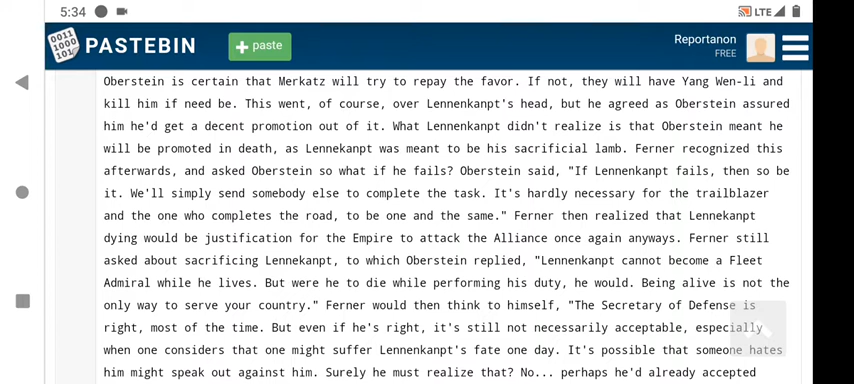 5:34
LTE
0011
1000
101
PASTEBIN
+ paste
Reportanon
FREE
Oberstein is certain that Merkatz will try to repay the favor. If not, they will have Yang Wen-li and
kill him if need be. This went, of course, over Lennenkanpt's head, but he agreed as Oberstein assured
him he'd get a decent promotion out of it. What Lennenkanpt didn't realize is that Oberstein meant he
will be promoted in death, as Lennekanpt was meant to be his sacrificial lamb. Ferner recognized this
afterwards, and asked Oberstein so what if he fails? Oberstein said, "If Lennenkanpt fails, then so be
it. We'll simply send somebody else to complete the task. It's hardly necessary for the trailblazer
and the one who completes the road, to be one and the same." Ferner then realized that Lennekanpt
dying would be justification for the Empire to attack the Alliance once again anyways. Ferner still
asked about sacrificing Lennekanpt, to which Oberstein replied, "Lennenkanpt cannot become a Fleet
Admiral while he lives. But were he to die while performing his duty, he would. Being alive is not the
only way to serve your country." Ferner would then think to himself, "The Secretary of Defense is
right, most of the time. But even if he's right, it's still not necessarily acceptable, especially
when one considers that one might suffer Lennenkanpt's fate one day. It's possible that someone hates
him might speak out against him. Surely he must realize that? No... perhaps he'd already accepted